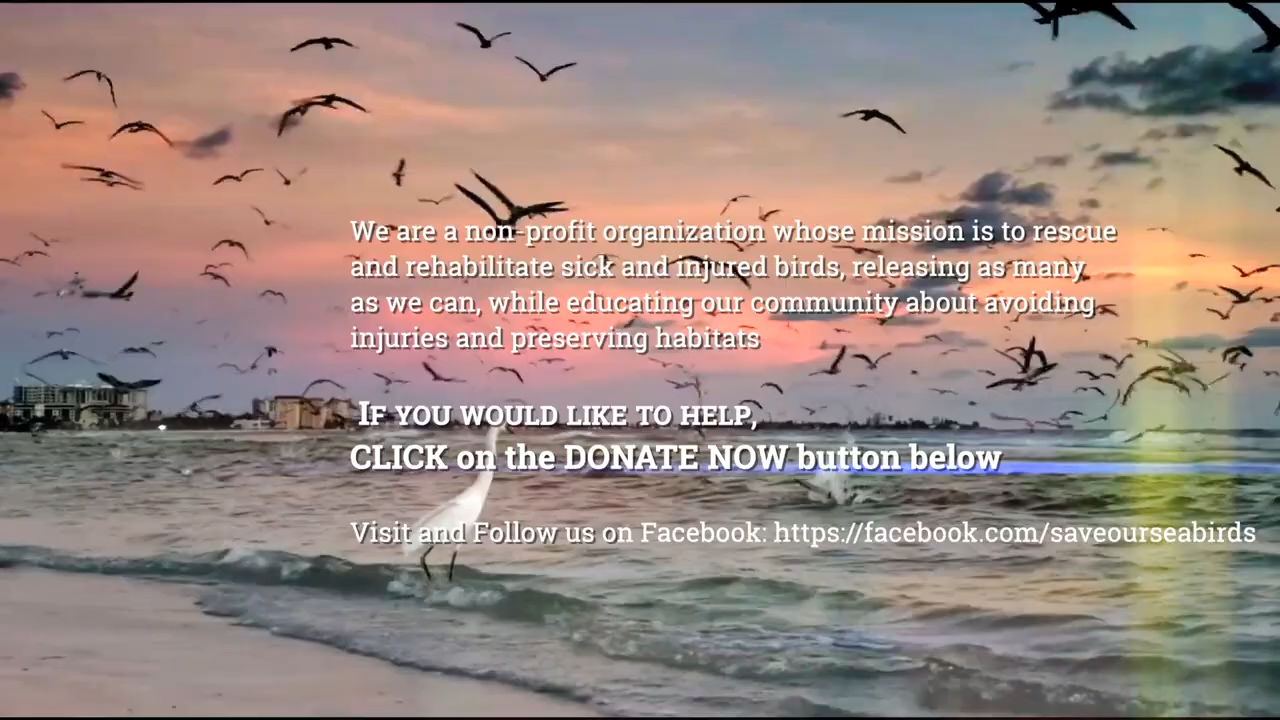 We are a non-profit organization whose mission is to rescue
and rehabilitate sick and injured birds, releasing as many
as we can, while educating our community about avoiding
injuries and preserving habitats
IF YOU WOULD LIKE TO HELP,
CLICK on the DONATE NOW button below
Visit and Follow us on Facebook: https://facebook.com/saveourseabirds